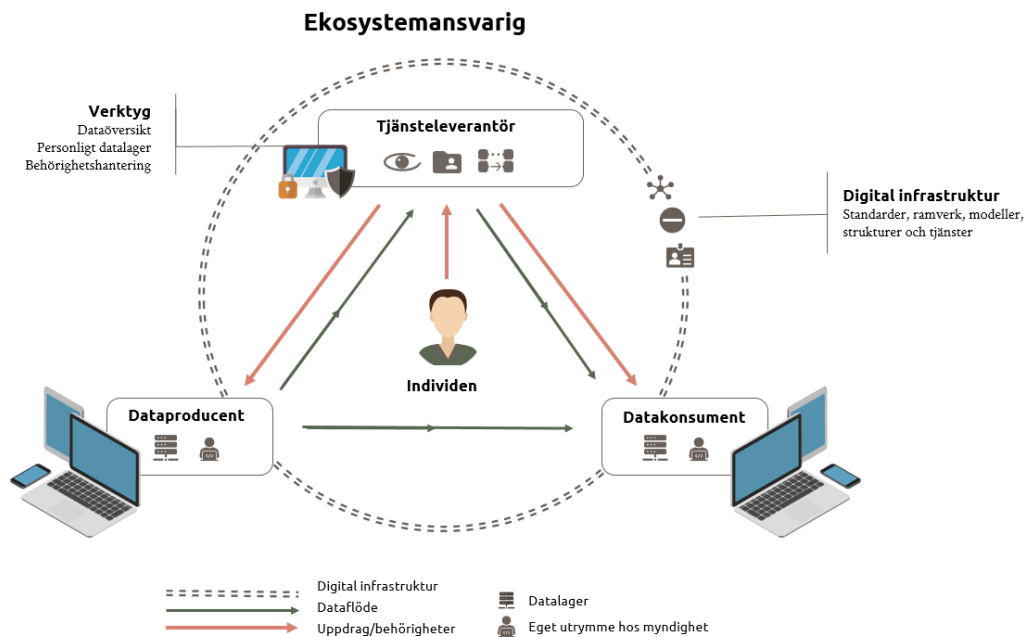 Ekosystemansvarig
Verktyg
Dataöversikt
Personligt datalager
Behörighetshantering
Tjänsteleverantör
Digital infrastruktur
Standarder, ramverk, modeller,
strukturer och tjänster
Individen
Dataproducent
Datakonsument
Digital infrastruktur
Dataflöde
Uppdrag/behörigheter
Datalager
Eget utrymme hos myndighet